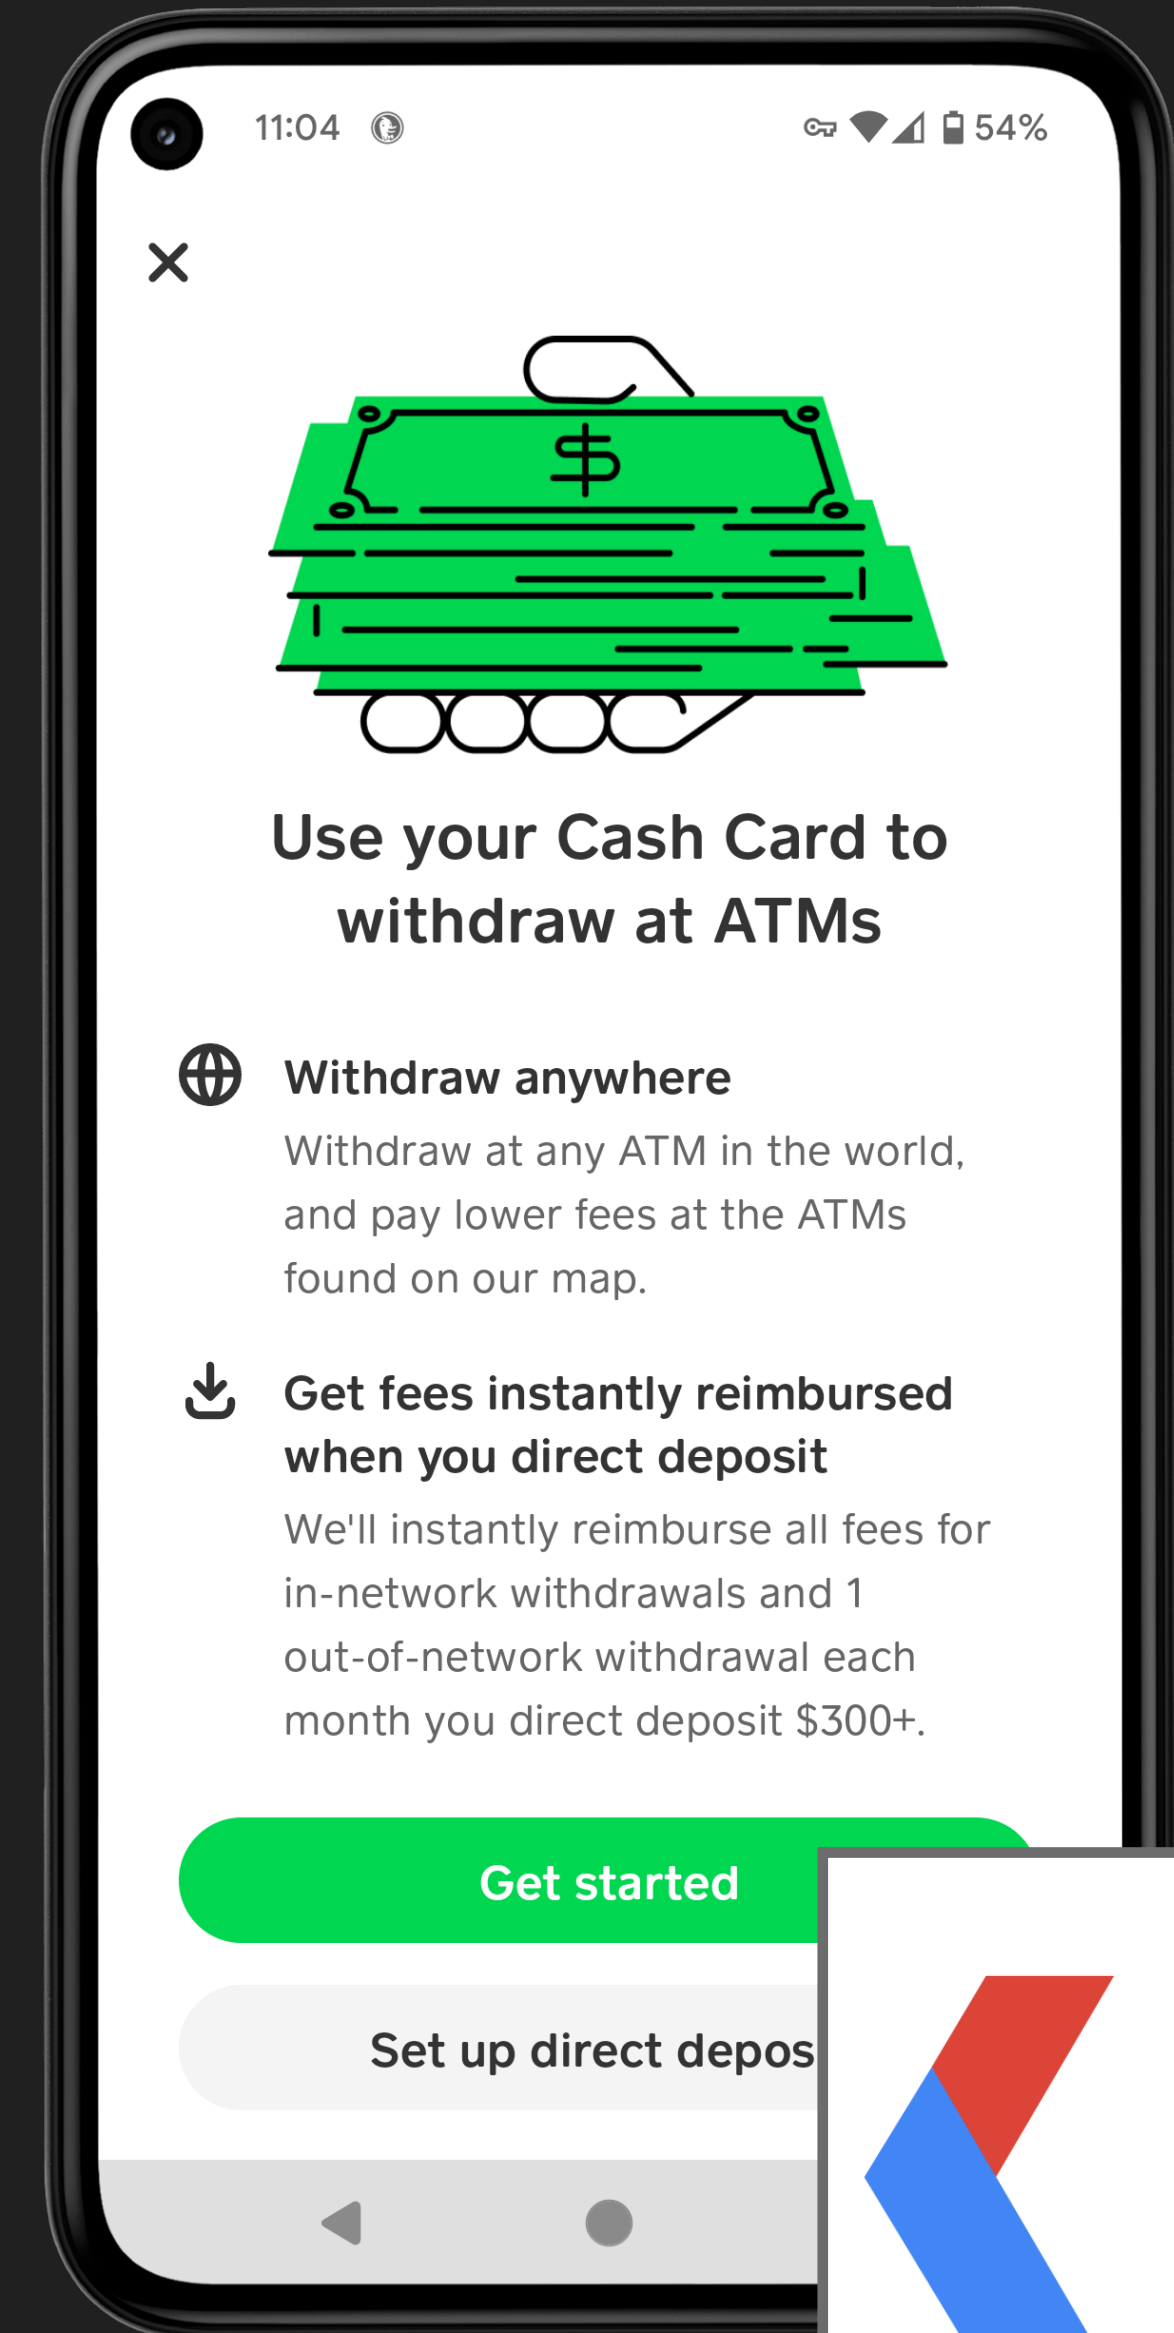 11:04
54%
$
Use your Cash Card to
withdraw at ATMs
Withdraw anywhere
Withdraw at any ATM in the world,
and pay lower fees at the ATMs
found on our map.
Get fees instantly reimbursed
when you direct deposit
We'll instantly reimburse all fees for
in-network withdrawals and 1
out-of-network withdrawal each
month you direct deposit $300+.
Get started
Set up direct depos